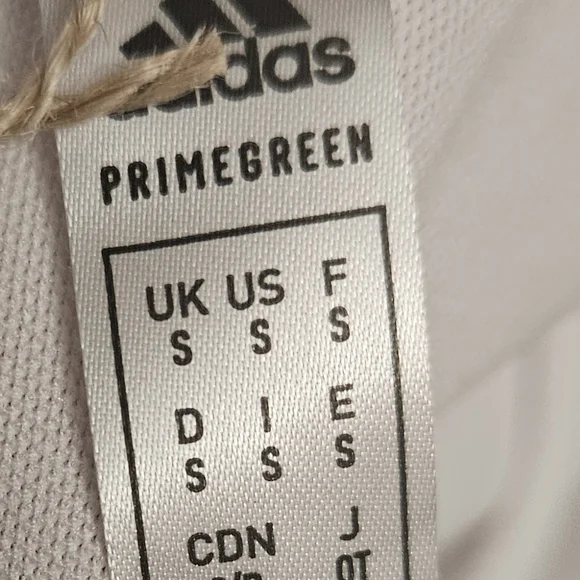 adidas
PRIMEGREEN
UK US F
S S S
D I E
S S S
CDN J
OT